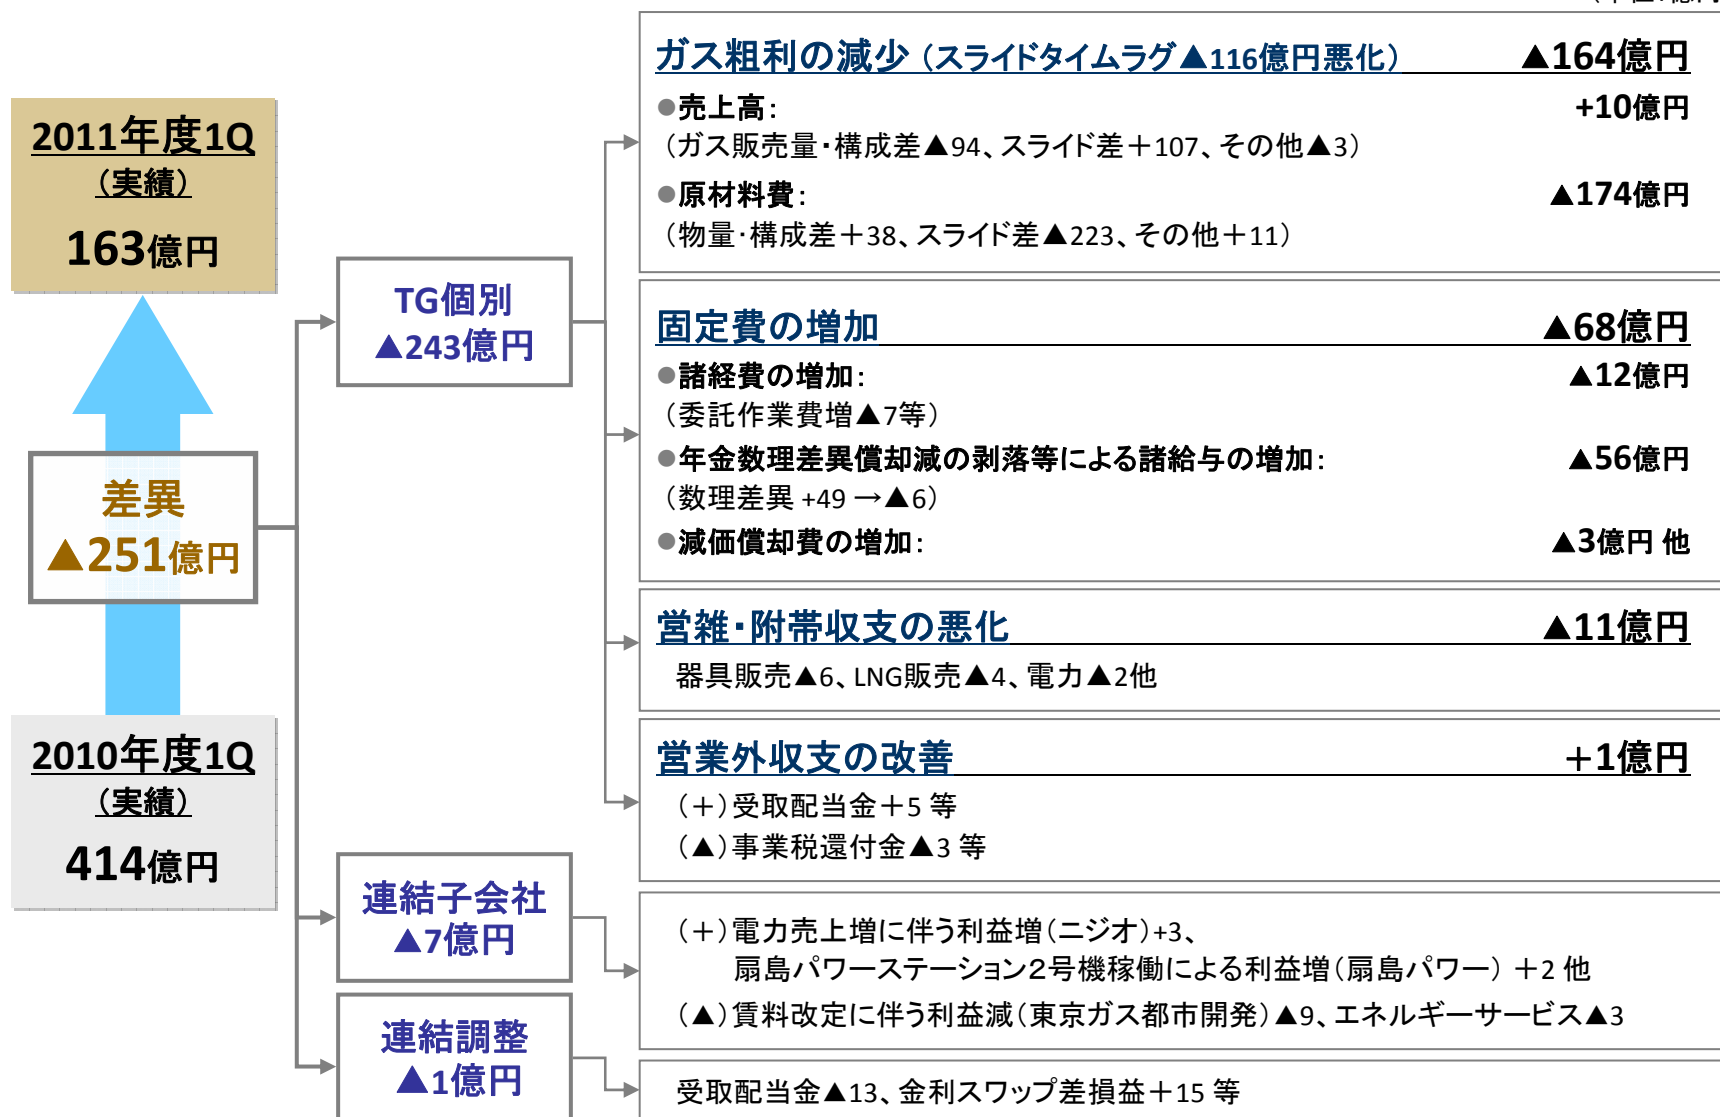 2011年度1Q
（実績）
163億円
差異
▲251億円
2010年度1Q
（実績）
414億円
TG個別
▲243億円
連結子会社
▲7億円
連結調整
▲1億円
ガス粗利の減少（スライドタイムラグ▲116億円悪化） ▲164億円
●売上高： +10億円
（ガス販売量・構成差▲94、スライド差＋107、その他▲3）
●原材料費： ▲174億円
（物量・構成差＋38、スライド差▲223、その他＋11）
固定費の増加 ▲68億円
●諸経費の増加： ▲12億円
（委託作業費増▲7等）
●年金数理差異償却減の剥落等による諸給与の増加： ▲56億円
（数理差異 +49 →▲6）
●減価償却費の増加： ▲3億円 他
営雑・附帯収支の悪化 ▲11億円
器具販売▲6、LNG販売▲4、電力▲2他
営業外収支の改善 ＋1億円
（＋）受取配当金＋5 等
（▲）事業税還付金▲3 等
（＋）電力売上増に伴う利益増（ニジオ）+3、
扇島パワーステーション２号機稼働による利益増（扇島パワー） ＋2 他
（▲）賃料改定に伴う利益減（東京ガス都市開発）▲9、エネルギーサービス▲3
受取配当金▲13、金利スワップ差損益＋15 等